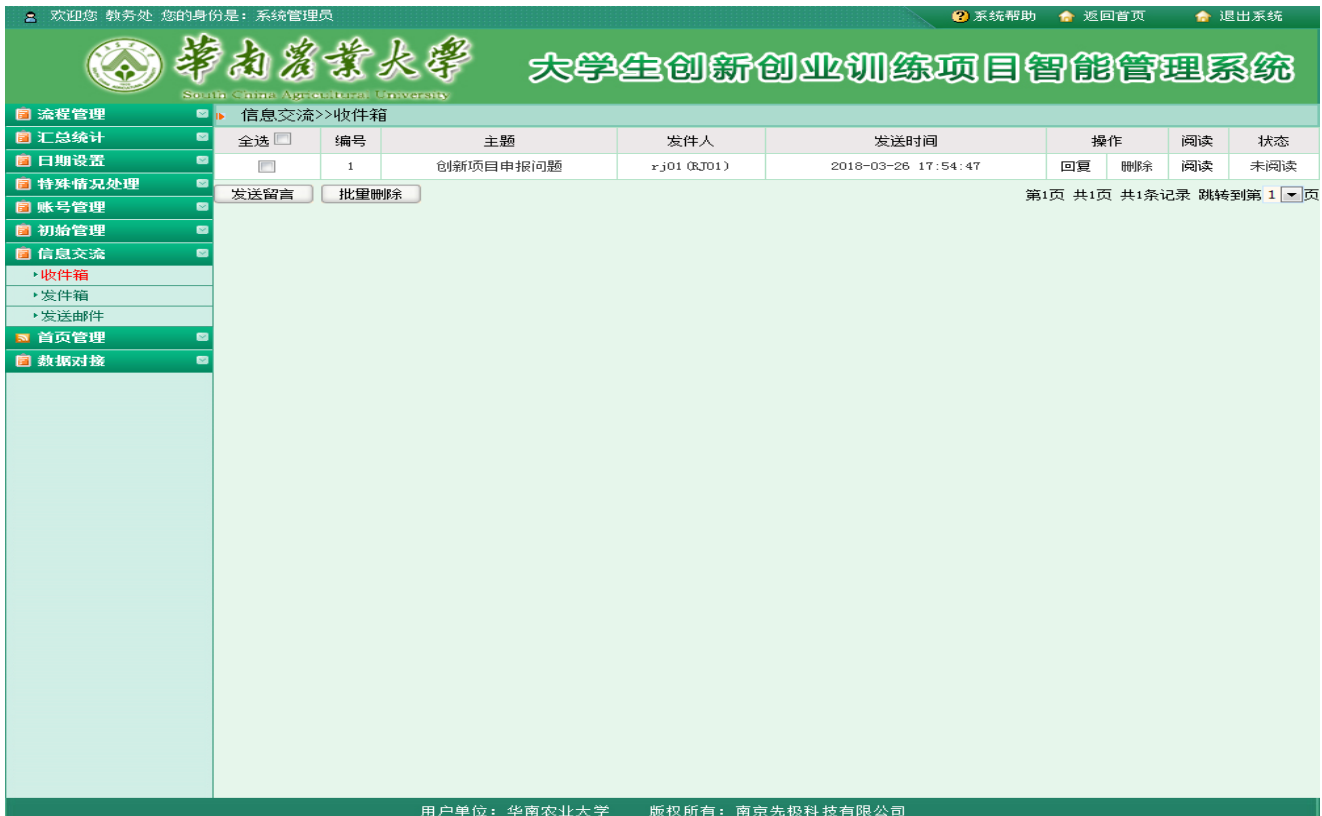 欢迎您 教务处 您的身份是：系统管理员 系统帮助 返回首页 退出系统
華南農業大學 大学生创新创业训练项目智能管理系统
South China Agricultural University
流程管理
汇总统计
日期设置
特殊情况处理
账号管理
初始管理
信息交流
收件箱
发件箱
发送邮件
首页管理
数据对接
信息交流>>收件箱
全选 编号 主题 发件人 发送时间 操作 阅读 状态
1 创新项目申报问题 rj01(RJ01) 2018-03-26 17:54:47 回复 删除 阅读 未阅读
发送留言 批量删除 第1页 共1页 共1条记录 跳转到第 1 页
用户单位：华南农业大学 版权所有：南京先极科技有限公司